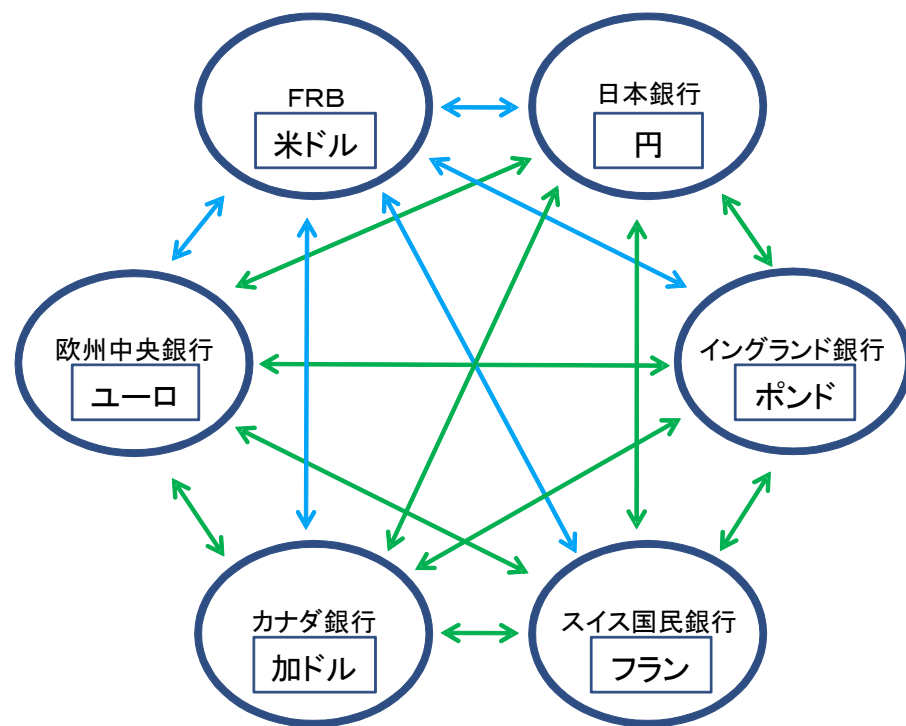 FRB
米ドル
日本銀行
円
欧州中央銀行
ユーロ
イングランド銀行
ポンド
カナダ銀行
加ドル
スイス国民銀行
フラン